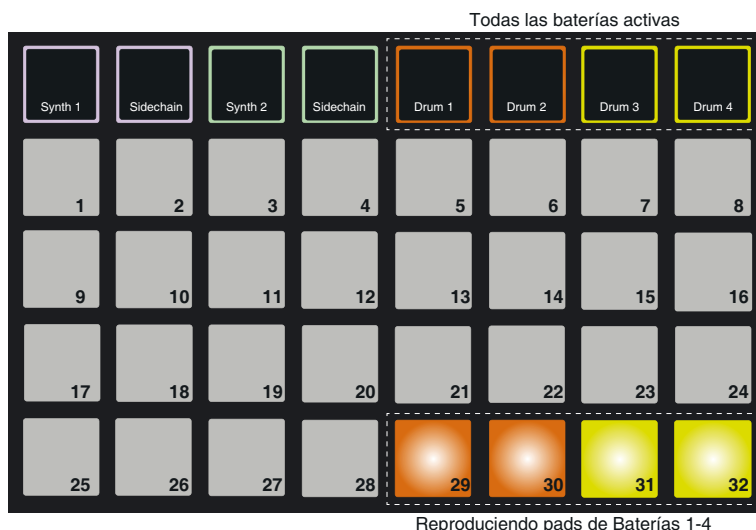 Todas las baterías activas
Synth 1 Sidechain Synth 2 Sidechain Drum 1 Drum 2 Drum 3 Drum 4
1 2 3 4 5 6 7 8
9 10 11 12 13 14 15 16
17 18 19 20 21 22 23 24
25 26 27 28 29 30 31 32
Reproduciendo pads de Baterías 1-4